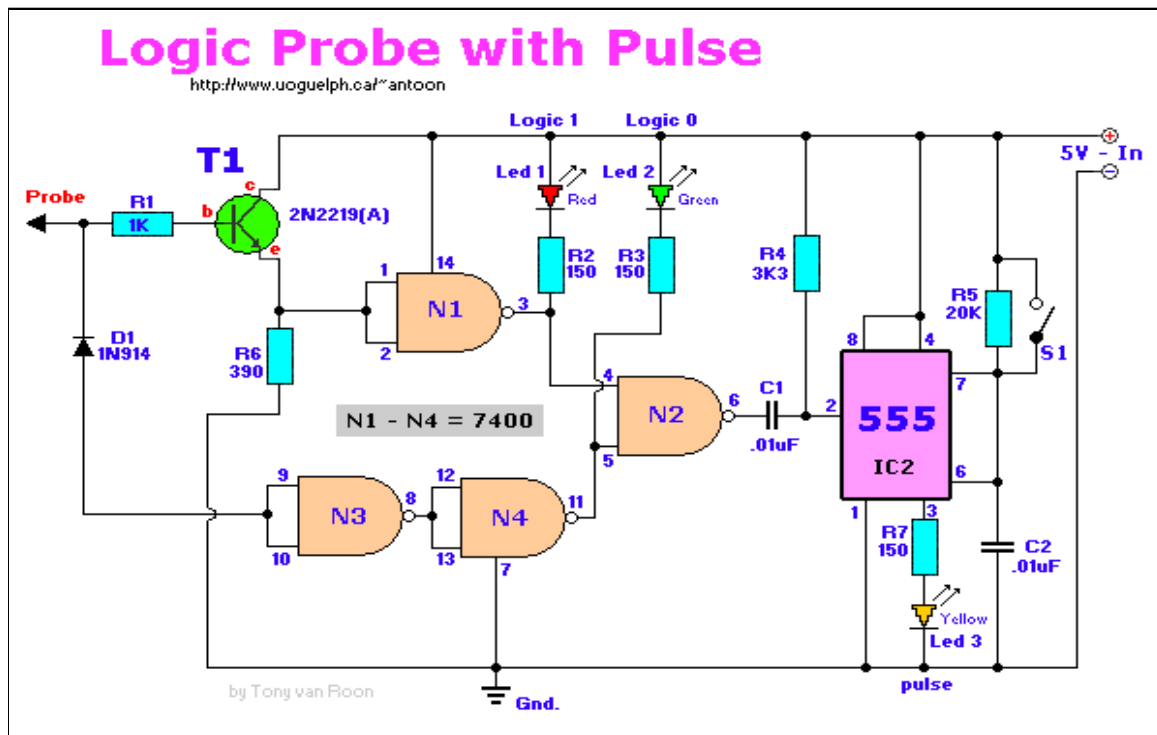 Logic Probe with Pulse
http://www.uoguelph.ca/~antoon
Logic 1
Logic 0
T1
Led 1
Led 2
5V - In
Probe
R1
c
Red
Green
b
1K
2N2219(A)
e
R2
150
R3
150
R4
3K3
1
14
N1
3
2
R5
20K
S1
D1
1N914
R6
390
8
4
7
4
N2
6
C1
2
555
N1 - N4 = 7400
5
.01uF
IC2
6
9
8
12
11
N3
N4
1
3
10
13
7
R7
150
C2
.01uF
Yellow
Led 3
by Tony van Roon
Gnd.
pulse